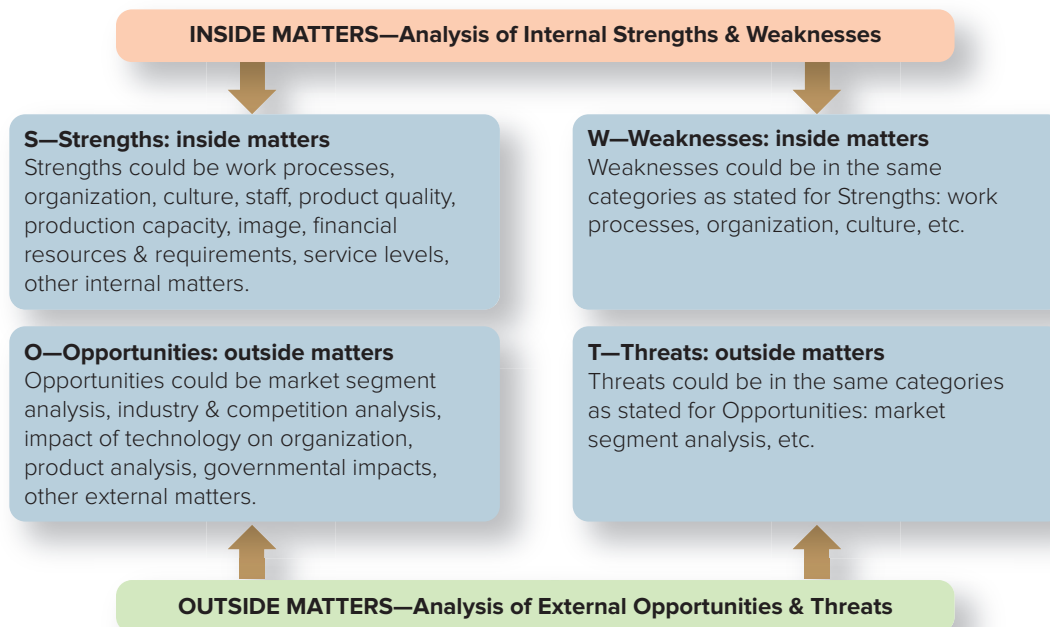 INSIDE MATTERS—Analysis of Internal Strengths & Weaknesses
S—Strengths: inside matters
Strengths could be work processes,
organization, culture, staff, product quality,
production capacity, image, financial
resources & requirements, service levels,
other internal matters.
W—Weaknesses: inside matters
Weaknesses could be in the same
categories as stated for Strengths: work
processes, organization, culture, etc.
O—Opportunities: outside matters
Opportunities could be market segment
analysis, industry & competition analysis,
impact of technology on organization,
product analysis, governmental impacts,
other external matters.
T—Threats: outside matters
Threats could be in the same categories
as stated for Opportunities: market
segment analysis, etc.
OUTSIDE MATTERS—Analysis of External Opportunities & Threats